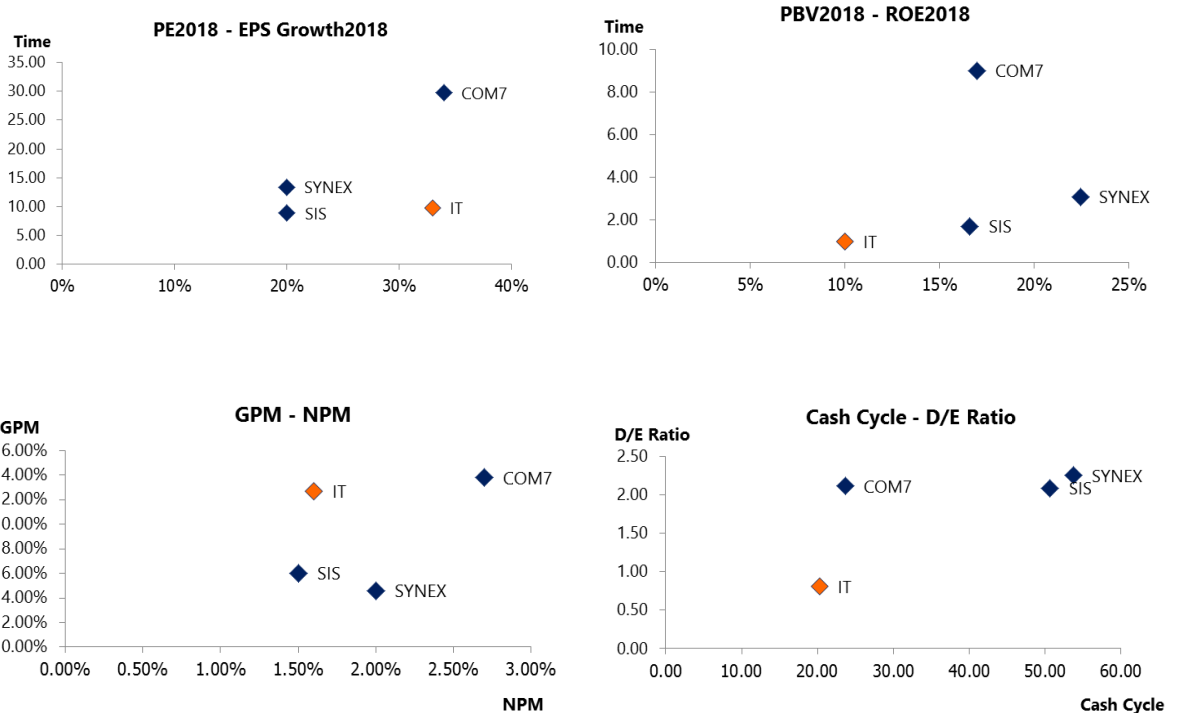 PE2018 - EPS Growth2018
Time
35.00
30.00
25.00
20.00
15.00
10.00
5.00
0.00
COM7
SYNEX
SIS
IT
0% 10% 20% 30% 40%
PBV2018 - ROE2018
Time
10.00
8.00
6.00
4.00
2.00
0.00
COM7
SYNEX
SIS
IT
0% 5% 10% 15% 20% 25%
GPM - NPM
GPM
6.00%
4.00%
2.00%
0.00%
8.00%
6.00%
4.00%
2.00%
0.00%
COM7
IT
SIS
SYNEX
0.00% 0.50% 1.00% 1.50% 2.00% 2.50% 3.00%
NPM
Cash Cycle - D/E Ratio
D/E Ratio
2.50
2.00
1.50
1.00
0.50
0.00
SYNEX
COM7
SIS
IT
0.00 10.00 20.00 30.00 40.00 50.00 60.00
Cash Cycle